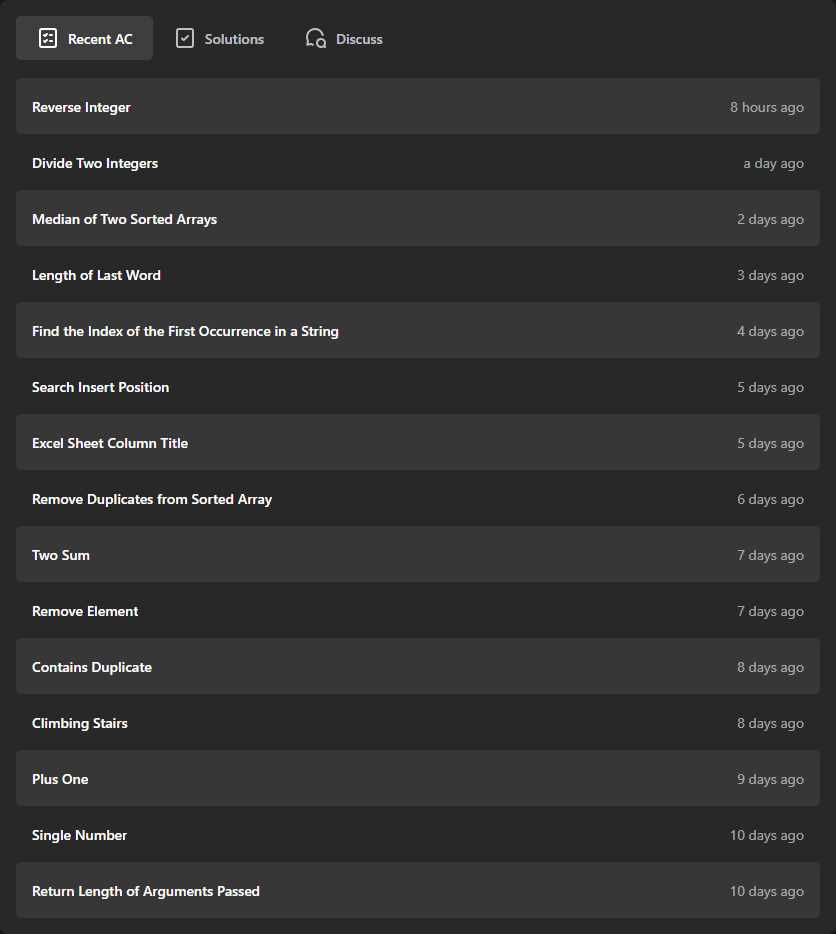 Recent AC Solutions Discuss
Reverse Integer 8 hours ago
Divide Two Integers a day ago
Median of Two Sorted Arrays 2 days ago
Length of Last Word 3 days ago
Find the Index of the First Occurrence in a String 4 days ago
Search Insert Position 5 days ago
Excel Sheet Column Title 5 days ago
Remove Duplicates from Sorted Array 6 days ago
Two Sum 7 days ago
Remove Element 7 days ago
Contains Duplicate 8 days ago
Climbing Stairs 8 days ago
Plus One 9 days ago
Single Number 10 days ago
Return Length of Arguments Passed 10 days ago